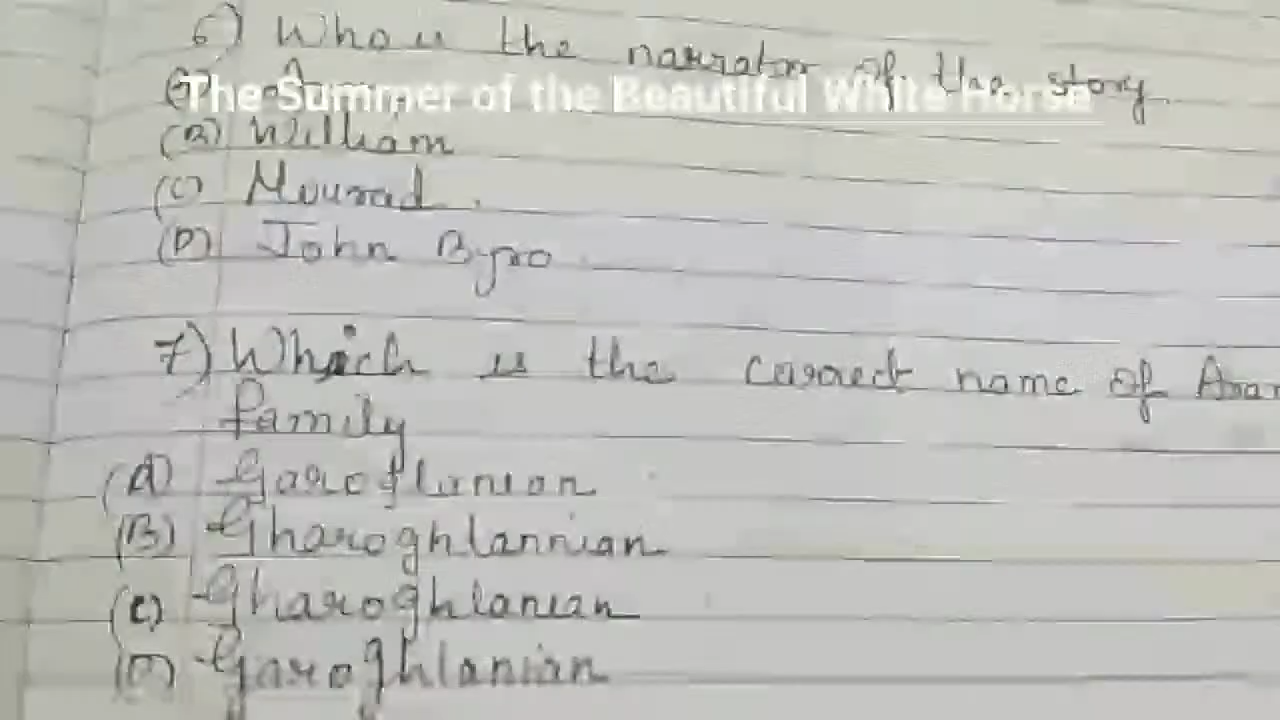 6) Who is the narrator of the story
The Summer of the Beautiful White Horse
(B) William
(C) Mourad.
(D) John Byro
7) Which is the correct name of Aram
family
(A) Garoghlanian
(B) Gharoghlannian
(C) Gharoghlanian
(D) Garoghlanian